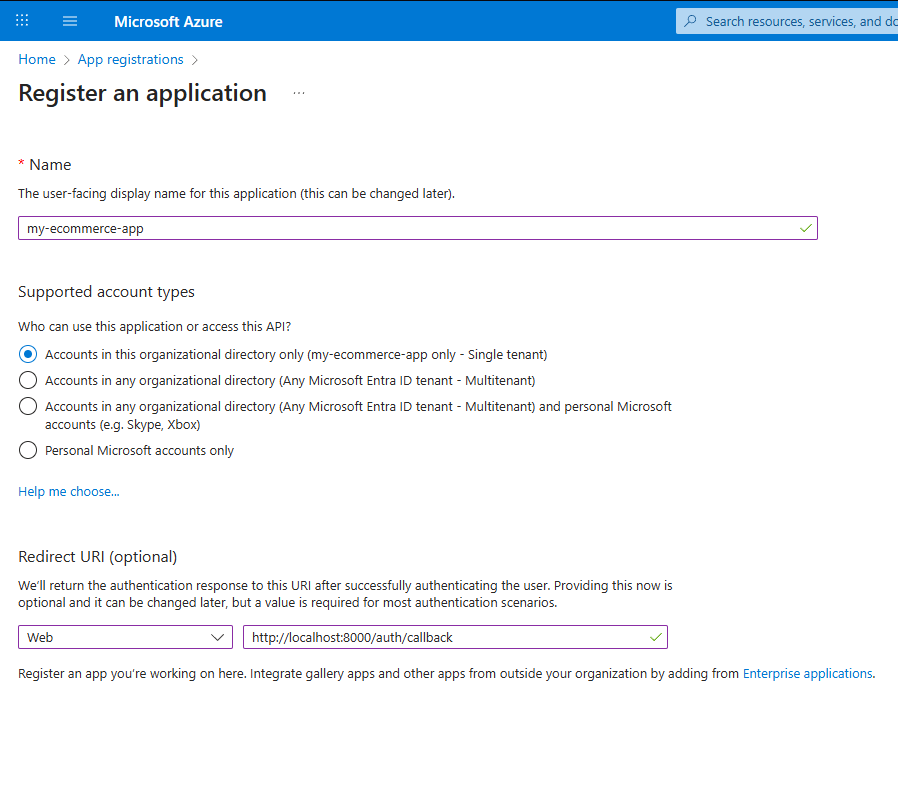 Microsoft Azure
Search resources, services, and do
Home > App registrations >
Register an application ...
* Name
The user-facing display name for this application (this can be changed later).
my-ecommerce-app
Supported account types
Who can use this application or access this API?
Accounts in this organizational directory only (my-ecommerce-app only - Single tenant)
Accounts in any organizational directory (Any Microsoft Entra ID tenant - Multitenant)
Accounts in any organizational directory (Any Microsoft Entra ID tenant - Multitenant) and personal Microsoft
accounts (e.g. Skype, Xbox)
Personal Microsoft accounts only
Help me choose...
Redirect URI (optional)
We'll return the authentication response to this URI after successfully authenticating the user. Providing this now is
optional and it can be changed later, but a value is required for most authentication scenarios.
Web
http://localhost:8000/auth/callback
Register an app you're working on here. Integrate gallery apps and other apps from outside your organization by adding from Enterprise applications.